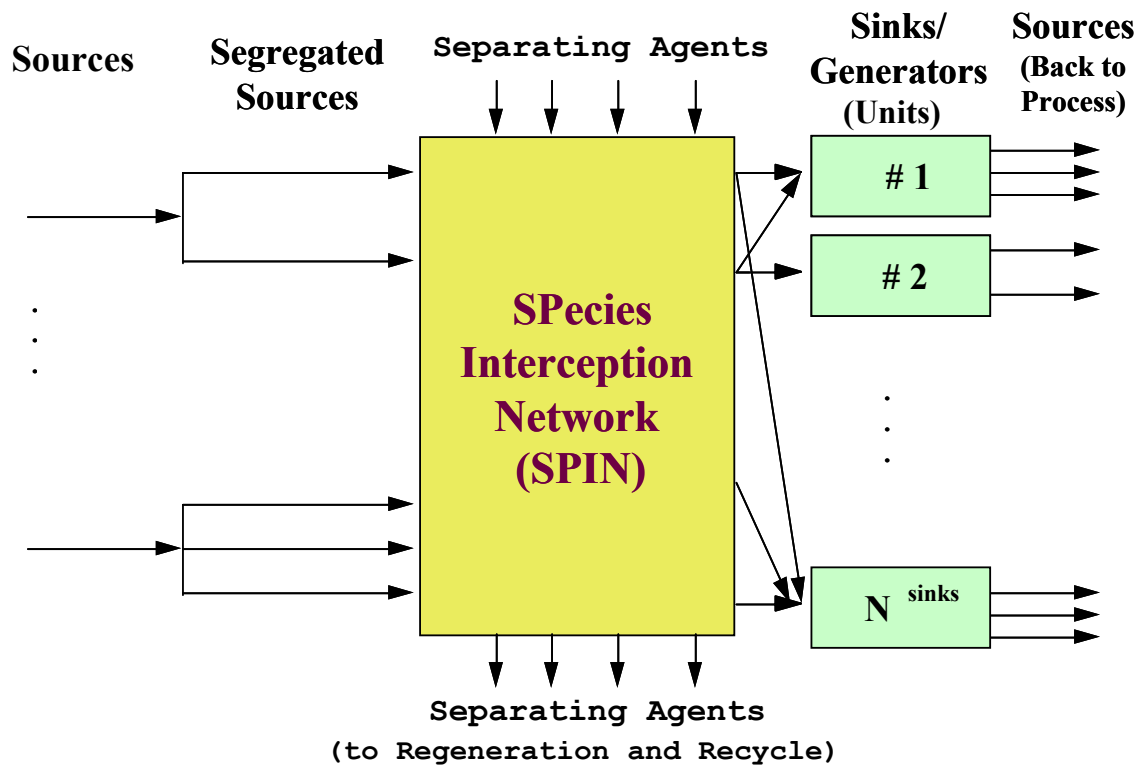 Sources
Segregated
Sources
Separating Agents
Sinks/
Generators
(Units)
Sources
(Back to
Process)
# 1
# 2
SPecies
Interception
Network
(SPIN)
N sinks
Separating Agents
(to Regeneration and Recycle)